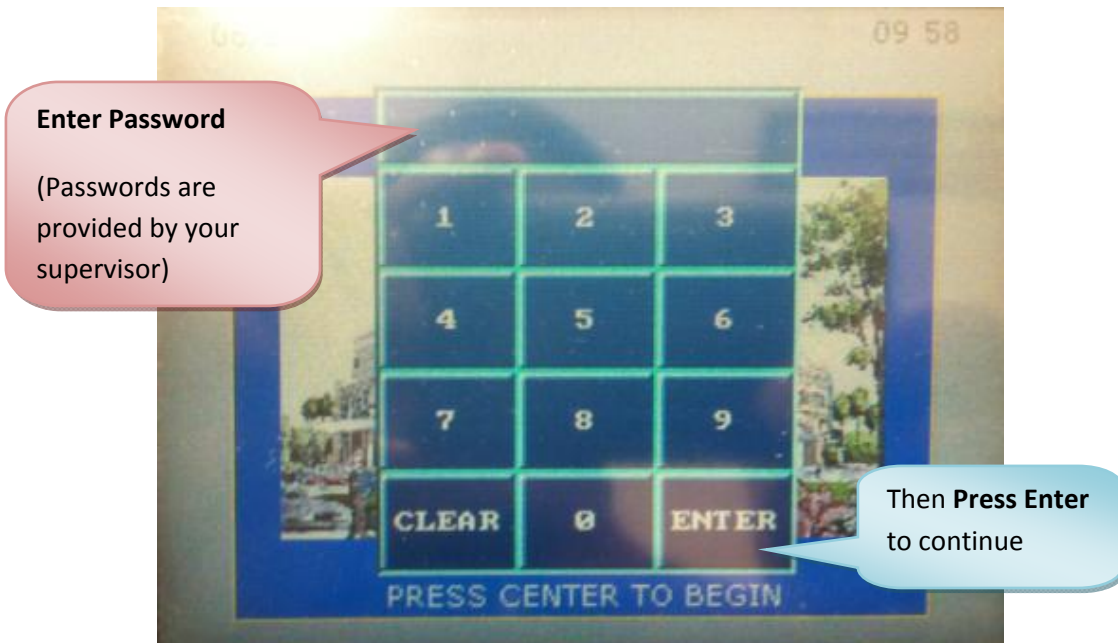 09 58
Enter Password
(Passwords are
provided by your
supervisor)
1 2 3
4 5 6
7 8 9
CLEAR 0 ENTER
Then Press Enter
to continue
PRESS CENTER TO BEGIN